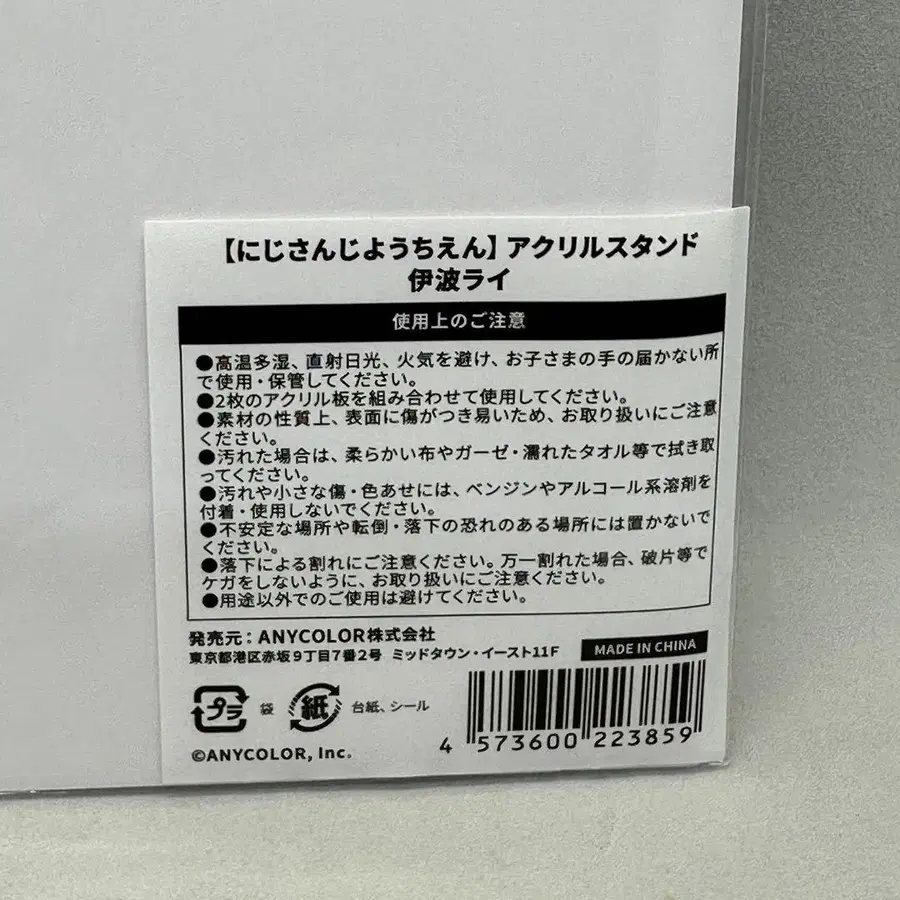 【にじさんじようちえん】アクリルスタンド
伊波ライ
使用上のご注意
●高温多湿、直射日光、火気を避け、お子さまの手の届かない所
で使用・保管してください。
●2枚のアクリル板を組み合わせて使用してください。
●素材の性質上、表面に傷がつき易いため、お取り扱いにご注意
ください。
●汚れた場合は、柔らかい布やガーゼ・濡れたタオル等で拭き取
ってください。
●汚れや小さな傷・色あせには、ベンジンやアルコール系溶剤を
付着・使用しないでください。
●不安定な場所や転倒・落下の恐れのある場所には置かないで
ください。
●落下による割れにご注意ください。万一割れた場合、破片等で
ケガをしないように、お取り扱いにご注意ください。
●用途以外でのご使用は避けてください。
発売元：ANYCOLOR株式会社
東京都港区赤坂9丁目7番2号 ミッドタウン・イースト11F
MADE IN CHINA
プラ 袋 紙 台紙、シール
4 573600 223859
©ANYCOLOR, Inc.